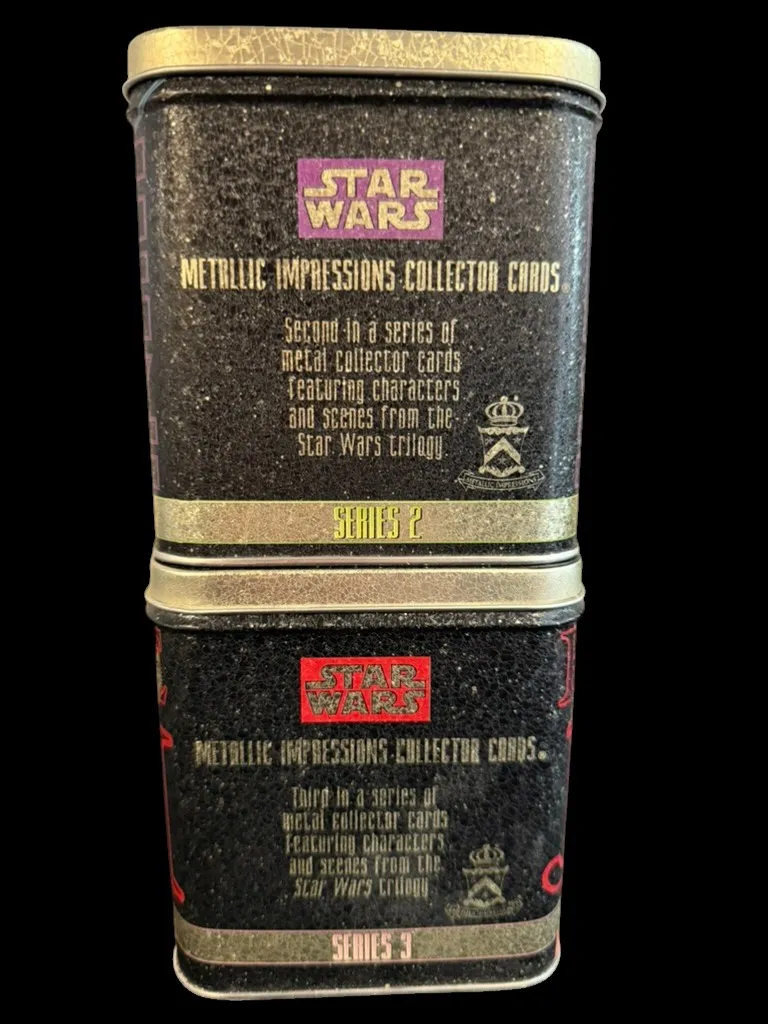 STAR
WARS
METALLIC IMPRESSIONS COLLECTOR CARDS®
Second in a series of
metal collector cards
featuring characters
and scenes from the
Star Wars trilogy
METALLIC IMPRESSIONS
SERIES 2
STAR
WARS
METALLIC IMPRESSIONS COLLECTOR CARDS®
Third in a series of
metal collector cards
featuring characters
and scenes from the
Star Wars trilogy
SERIES 3